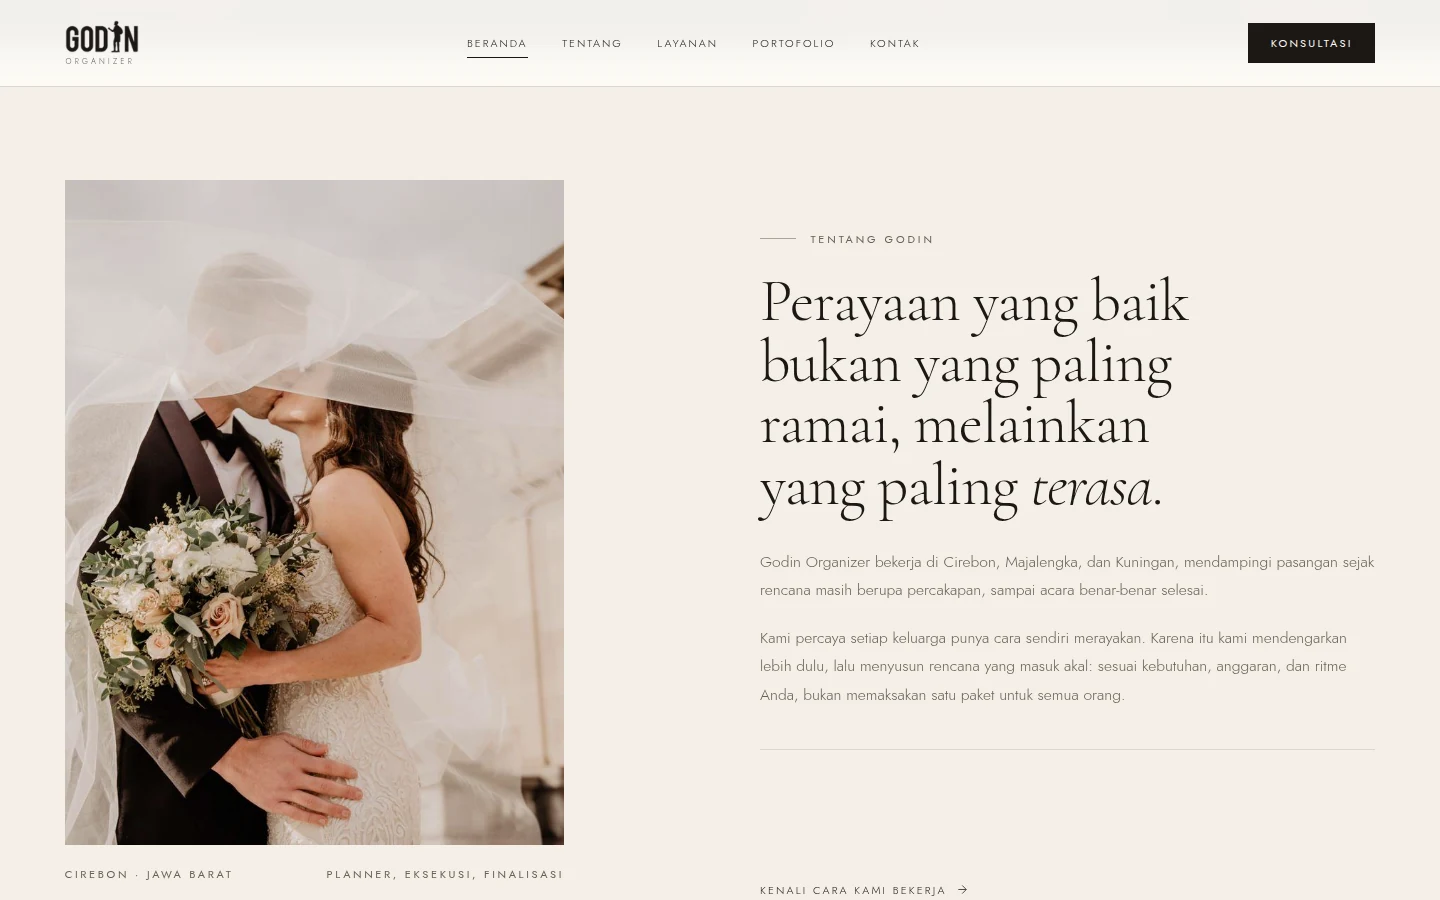 GODIN
ORGANIZER
BERANDA
TENTANG
LAYANAN
PORTOFOLIO
KONTAK
KONSULTASI
TENTANG GODIN
Perayaan yang baik
bukan yang paling
ramai, melainkan
yang paling terasa.
Godin Organizer bekerja di Cirebon, Majalengka, dan Kuningan, mendampingi pasangan sejak
rencana masih berupa percakapan, sampai acara benar-benar selesai.
Kami percaya setiap keluarga punya cara sendiri merayakan. Karena itu kami mendengarkan
lebih dulu, lalu menyusun rencana yang masuk akal: sesuai kebutuhan, anggaran, dan ritme
Anda, bukan memaksakan satu paket untuk semua orang.
CIREBON · JAWA BARAT
PLANNER, EKSEKUSI, FINALISASI
KENALI CARA KAMI BEKERJA →